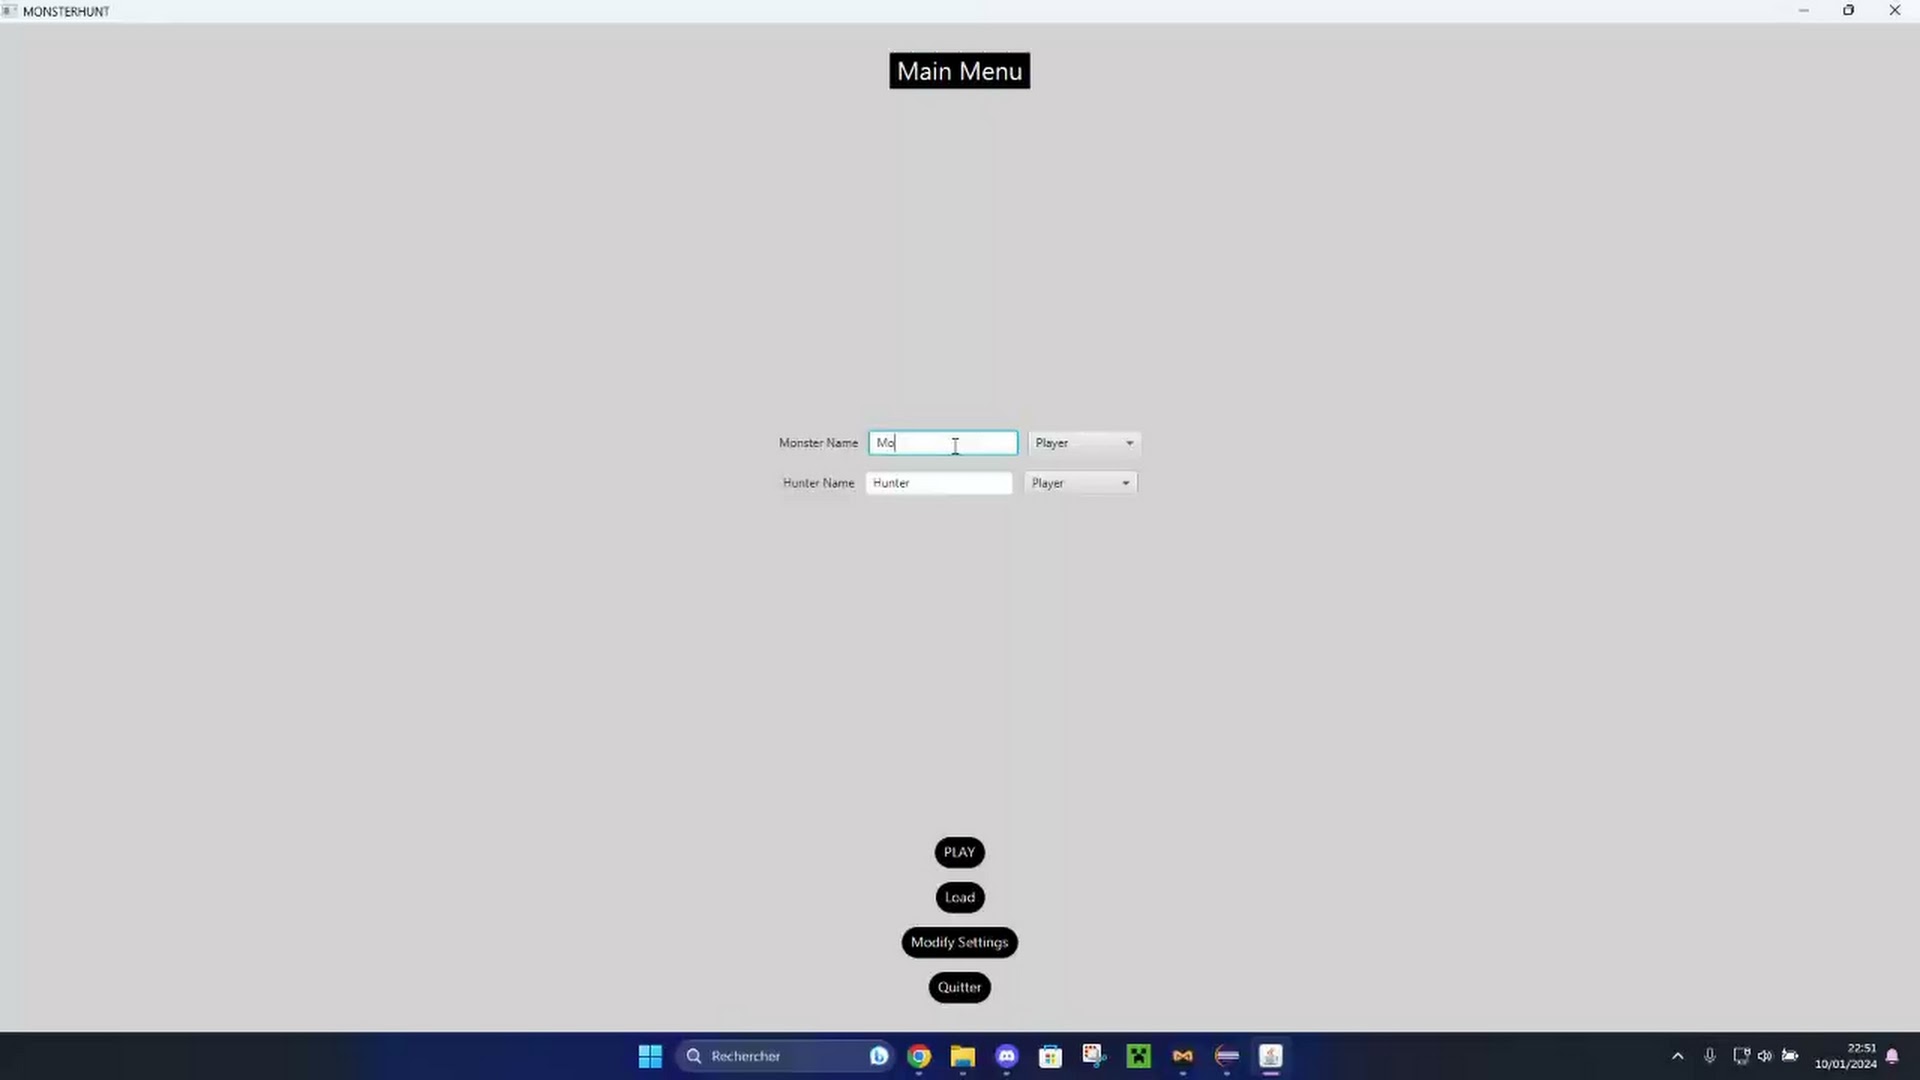 MONSTERHUNT
Main Menu
Monster Name Mo Player
Hunter Name Hunter Player
PLAY
Load
Modify Settings
Quitter
Rechercher
22:51
10/01/2024